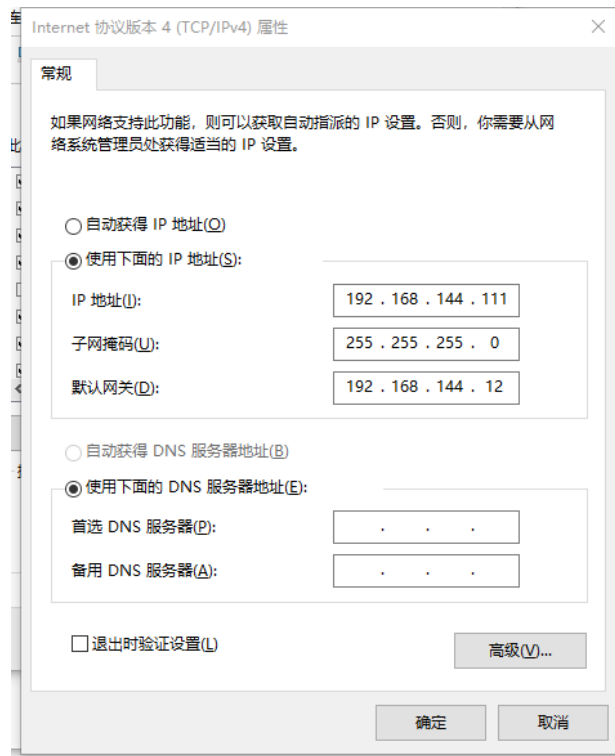 Internet 协议版本 4 (TCP/IPv4) 属性
常规
如果网络支持此功能，则可以获取自动指派的 IP 设置。否则，你需要从网
络系统管理员处获得适当的 IP 设置。
自动获得 IP 地址(O)
使用下面的 IP 地址(S):
IP 地址(I):
192 . 168 . 144 . 111
子网掩码(U):
255 . 255 . 255 . 0
默认网关(D):
192 . 168 . 144 . 12
自动获得 DNS 服务器地址(B)
使用下面的 DNS 服务器地址(E):
首选 DNS 服务器(P):
. . .
备用 DNS 服务器(A):
. . .
退出时验证设置(L)
高级(V)...
确定
取消